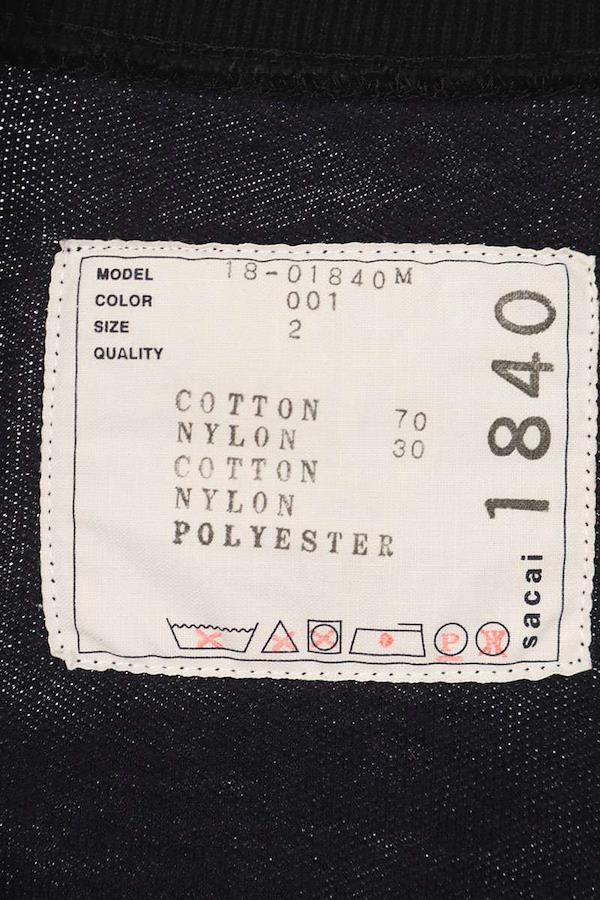 MODEL 18-01840M
COLOR 001
SIZE 2
QUALITY
COTTON 70
NYLON 30
COTTON
NYLON
POLYESTER
P W
sacai 1840